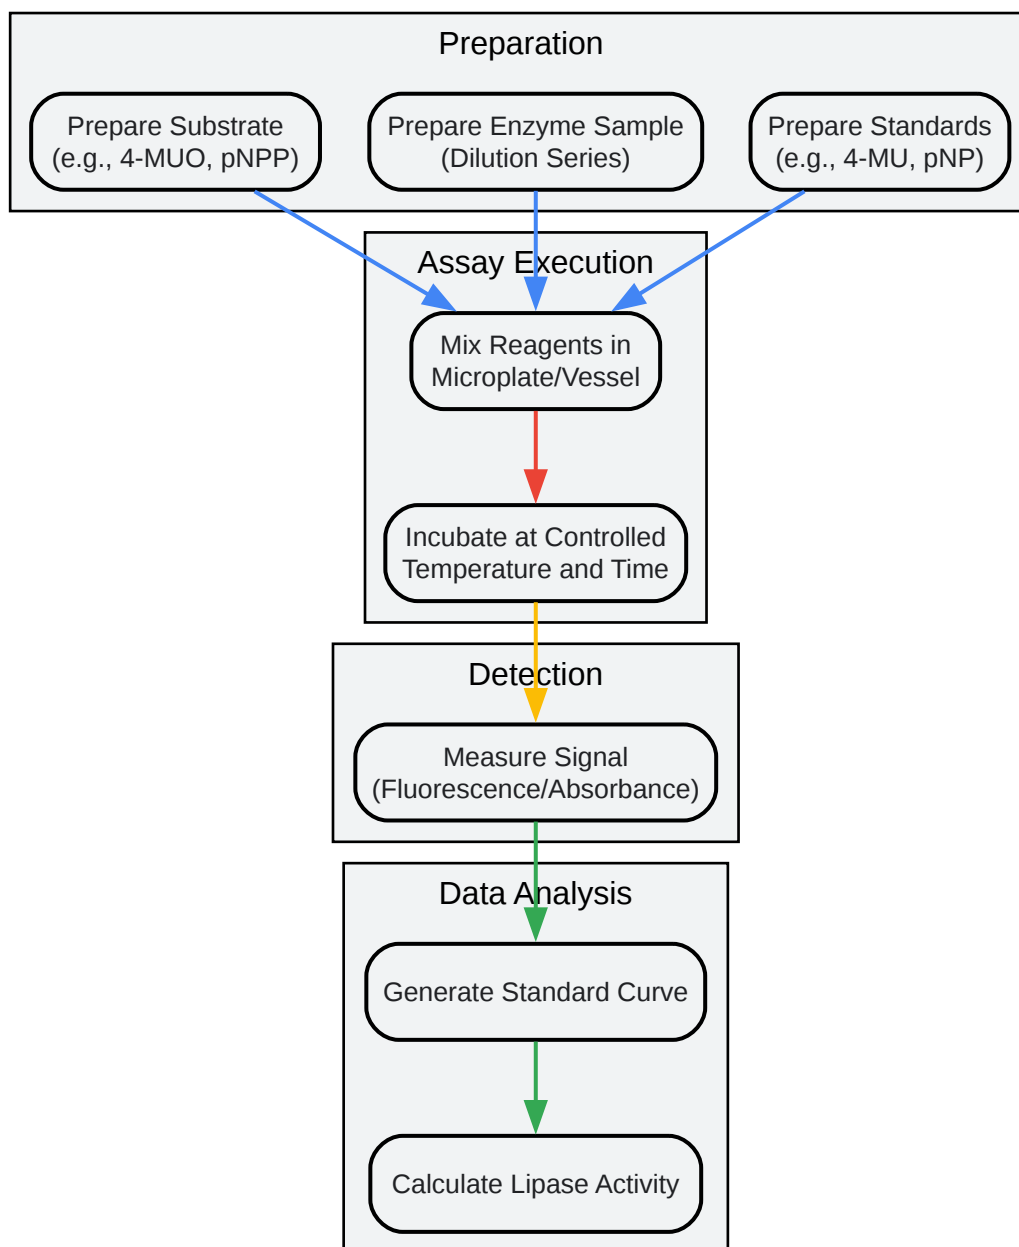 Preparation
Prepare Substrate
(e.g., 4-MUO, pNPP)
Prepare Enzyme Sample
(Dilution Series)
Prepare Standards
(e.g., 4-MU, pNP)
Assay Execution
Mix Reagents in
Microplate/Vessel
Incubate at Controlled
Temperature and Time
Detection
Measure Signal
(Fluorescence/Absorbance)
Data Analysis
Generate Standard Curve
Calculate Lipase Activity